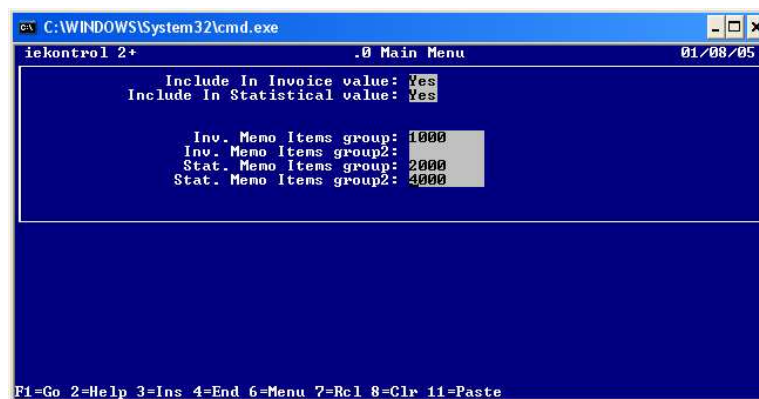 C:\WINDOWS\System32\cmd.exe
iekontrol 2+ .0 Main Menu 01/08/05
Include In Invoice value: Yes
Include In Statistical value: Yes
Inv. Memo Items group: 1000
Inv. Memo Items group2:
Stat. Memo Items group: 2000
Stat. Memo Items group2: 4000
F1=Go 2=Help 3=Ins 4=End 6=Menu 7=Rcl 8=Clr 11=Paste